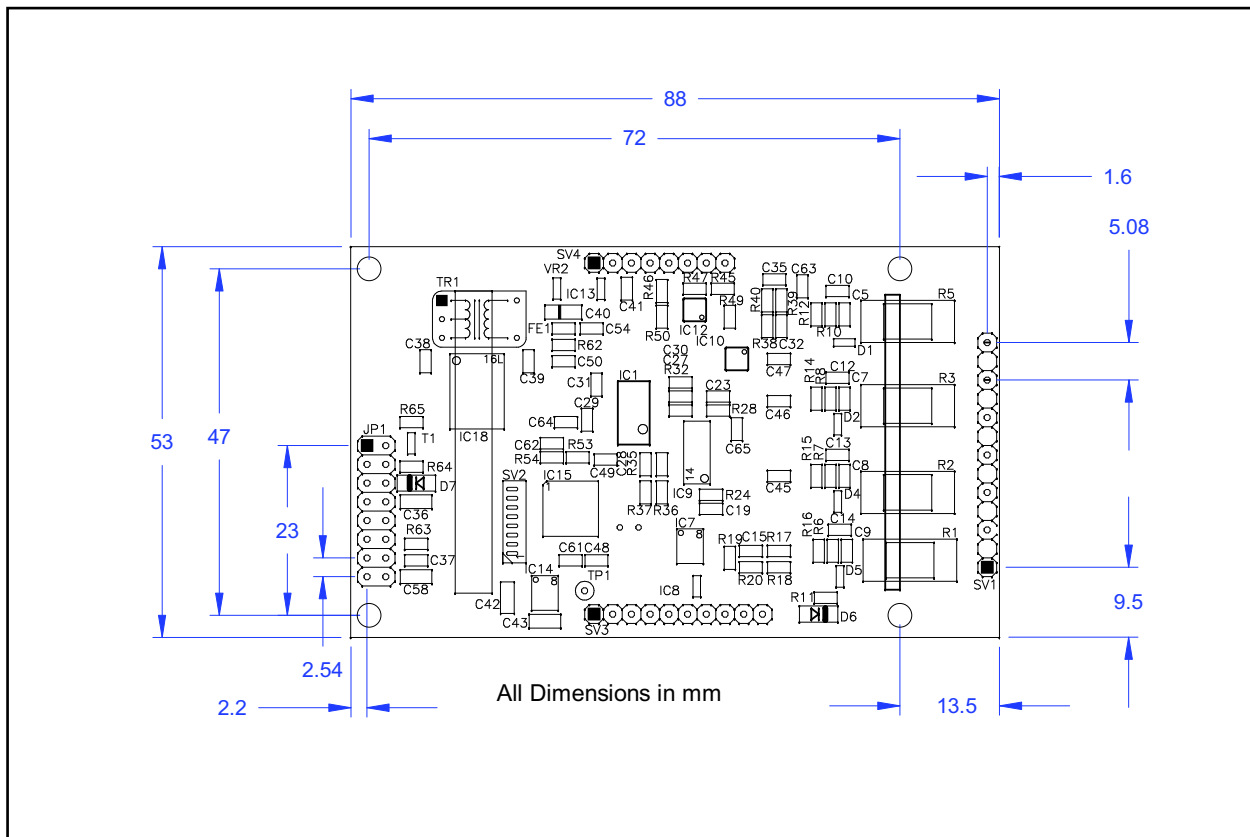 88
72
1.6
5.08
SV4
VR2
TR1
IC13
C41
R46
R47
R45
C35
C63
C10
C5
R5
R40
R39
R12
R10
C40
R49
FE1
C54
R50
IC12
IC10
R38
C32
D1
R62
C38
16L
C39
C50
C30
C27
R32
C47
R14
R8
C12
C7
R3
C31
IC1
C23
C46
D2
R65
C29
C64
R28
C65
JP1
T1
IC18
C62
R53
R54
C49
C28
R35
R15
R7
C13
C8
R2
53
47
R64
D7
SV2
IC15
14
IC9
C45
D4
C36
R37
R36
R24
C19
23
R63
IC7
8
R19
C15
R17
R16
R6
C14
C9
R1
C37
C61
C48
C58
IC14
8
TP1
R20
R18
D5
IC8
SV1
C42
R11
9.5
C43
SV3
D6
2.54
All Dimensions in mm
2.2
13.5